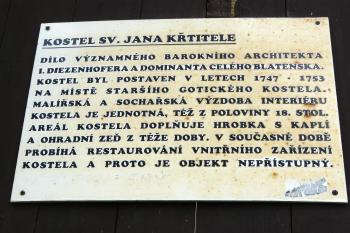 KOSTEL SV. JANA KŘTITELE
DÍLO VÝZNAMNÉHO BAROKNÍHO ARCHITEKTA
I. DIEZENHOFERA A DOMINANTA CELÉHO BLATENSKA.
KOSTEL BYL POSTAVEN V LETECH 1747 - 1753
NA MÍSTĚ STARŠÍHO GOTICKÉHO KOSTELA.
MALÍŘSKÁ A SOCHAŘSKÁ VÝZDOBA INTERIÉRU
KOSTELA JE JEDNOTNÁ, TÉŽ Z POLOVINY 18. STOL.
AREÁL KOSTELA DOPLŇUJE HROBKA S KAPLÍ
A OHRADNÍ ZEĎ Z TÉŽE DOBY. V SOUČASNÉ DOBĚ
PROBÍHÁ RESTAUROVÁNÍ VNITŘNÍHO ZAŘÍZENÍ
KOSTELA A PROTO JE OBJEKT NEPŘÍSTUPNÝ.